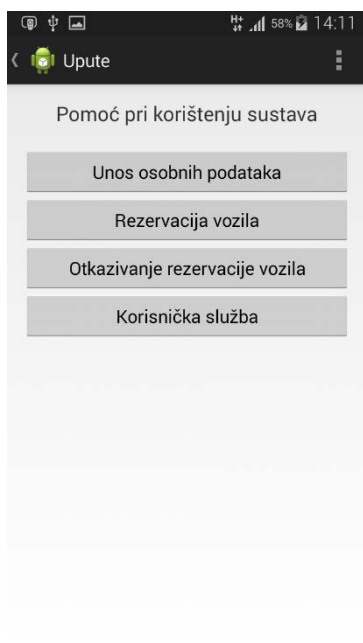 H+ 58% 14:11
Upute
Pomoć pri korištenju sustava
Unos osobnih podataka
Rezervacija vozila
Otkazivanje rezervacije vozila
Korisnička služba